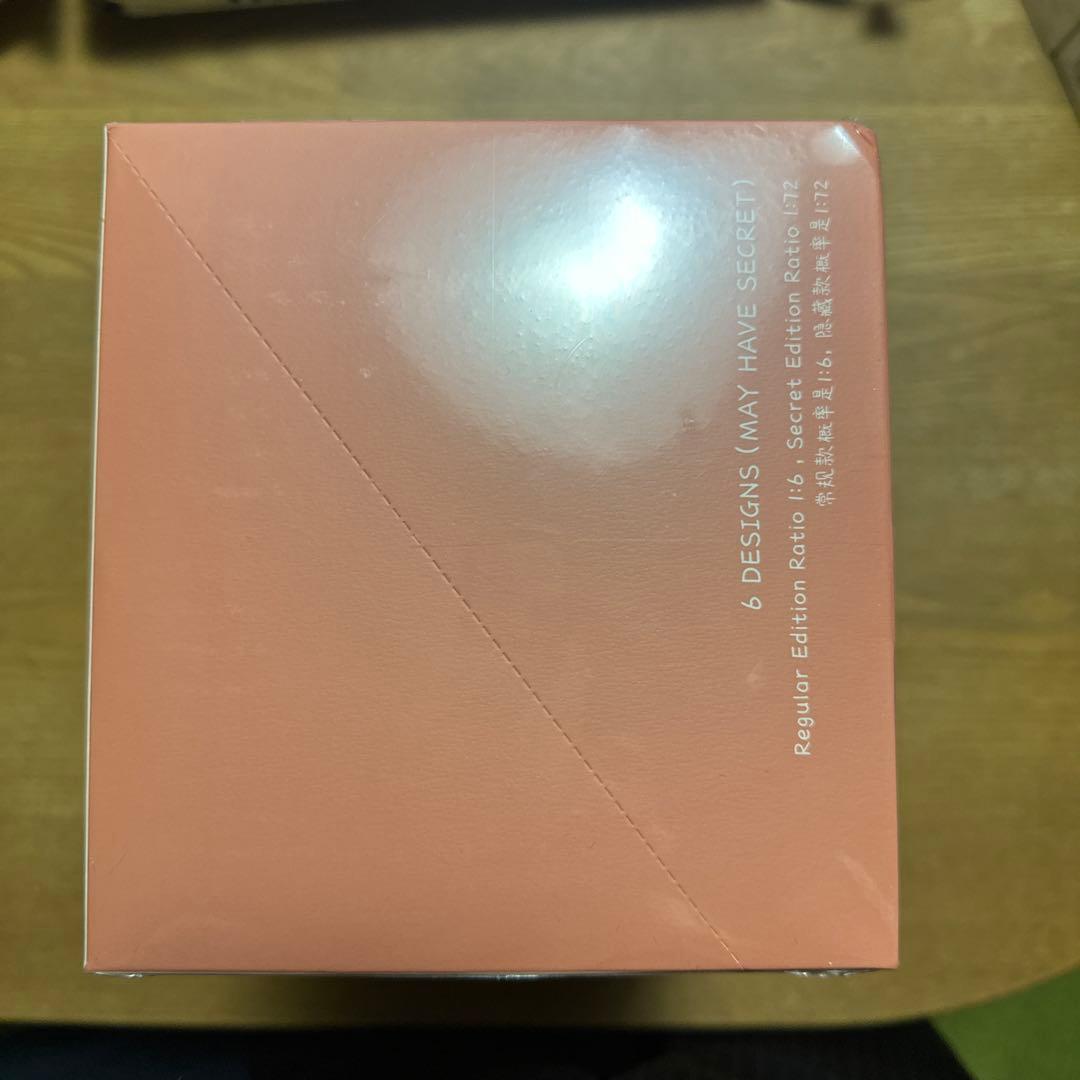 6 DESIGNS (MAY HAVE SECRET)
Regular Edition Ratio 1:6 , Secret Edition Ratio 1:72
常规款概率是1:6, 隐藏款概率是1:72